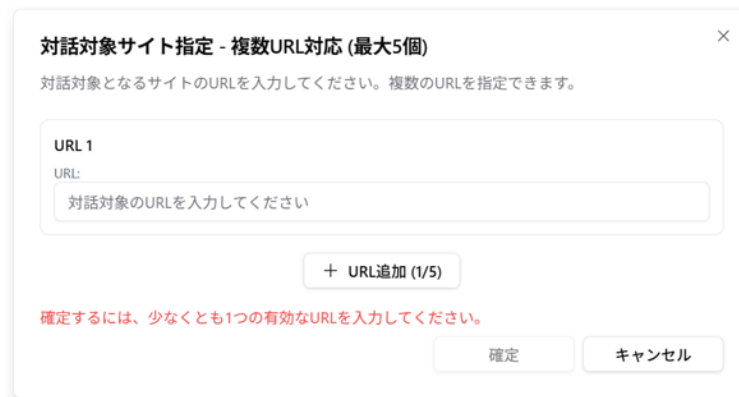 対話対象サイト指定 - 複数URL対応 (最大5個)
対話対象となるサイトのURLを入力してください。複数のURLを指定できます。
URL 1
URL:
対話対象のURLを入力してください
+ URL追加 (1/5)
確定するには、少なくとも1つの有効なURLを入力してください。
確定 キャンセル